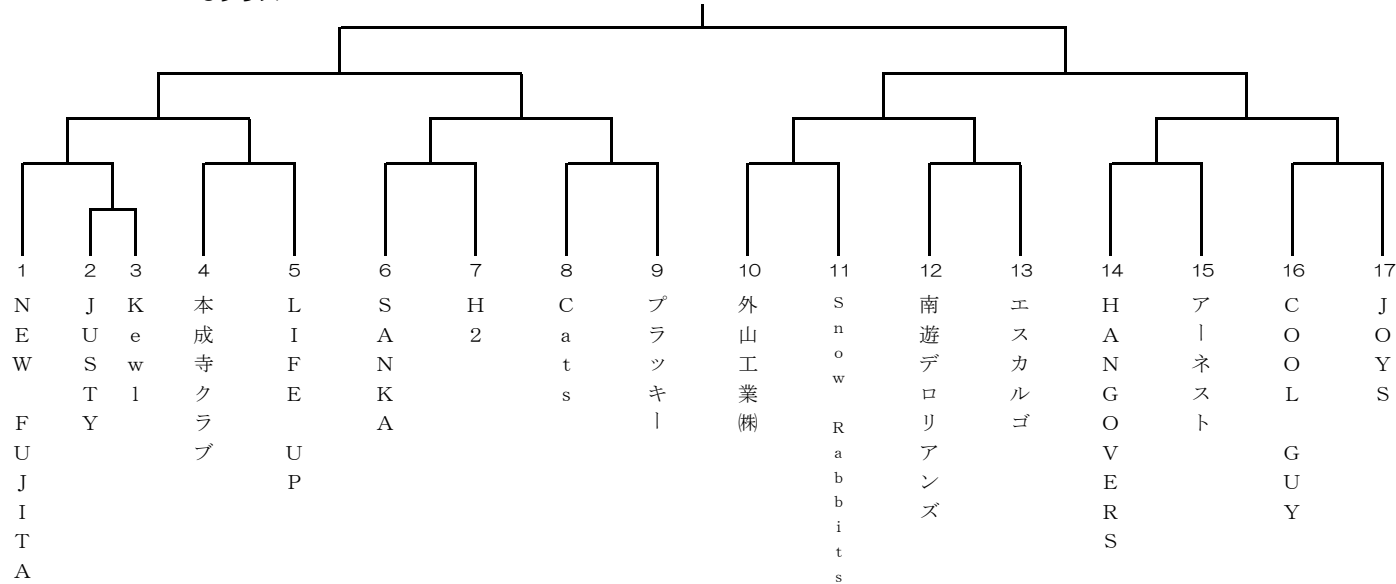 1
NEW FUJITA
2
JUSTY
3
Kewl
4
本成寺クラブ
5
LIFE UP
6
SANKA
7
H2
8
Cats
9
プラッキー
10
外山工業㈱
11
Snow Rabbits
12
南遊デロリアンズ
13
エスカルゴ
14
HANGOVERS
15
アーネスト
16
COOL GUY
17
JOYS